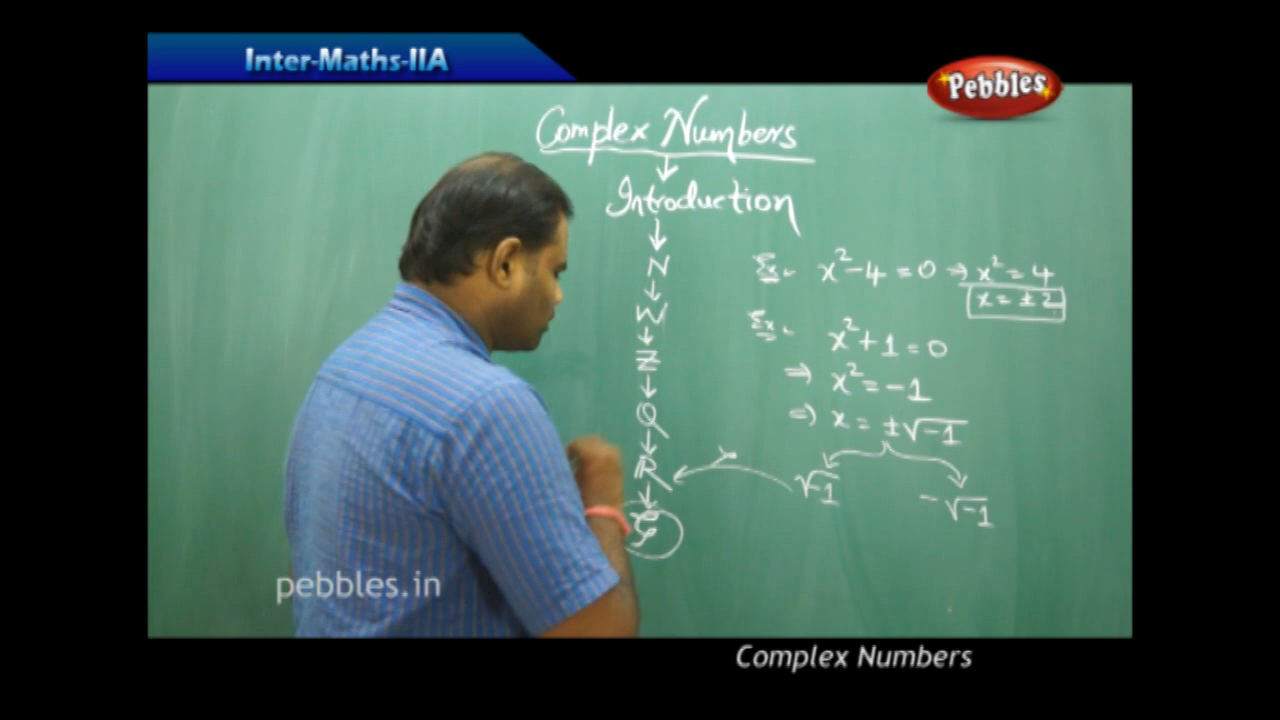 Inter-Maths-IIA
Pebbles
Complex Numbers
Introduction
N
W
Z
Q
R
Ex. x² - 4 = 0 ⇒ x² = 4
x = ± 2
Ex. x² + 1 = 0
⇒ x² = -1
⇒ x = ±√-1
√-1
-√-1
pebbles.in
Complex Numbers